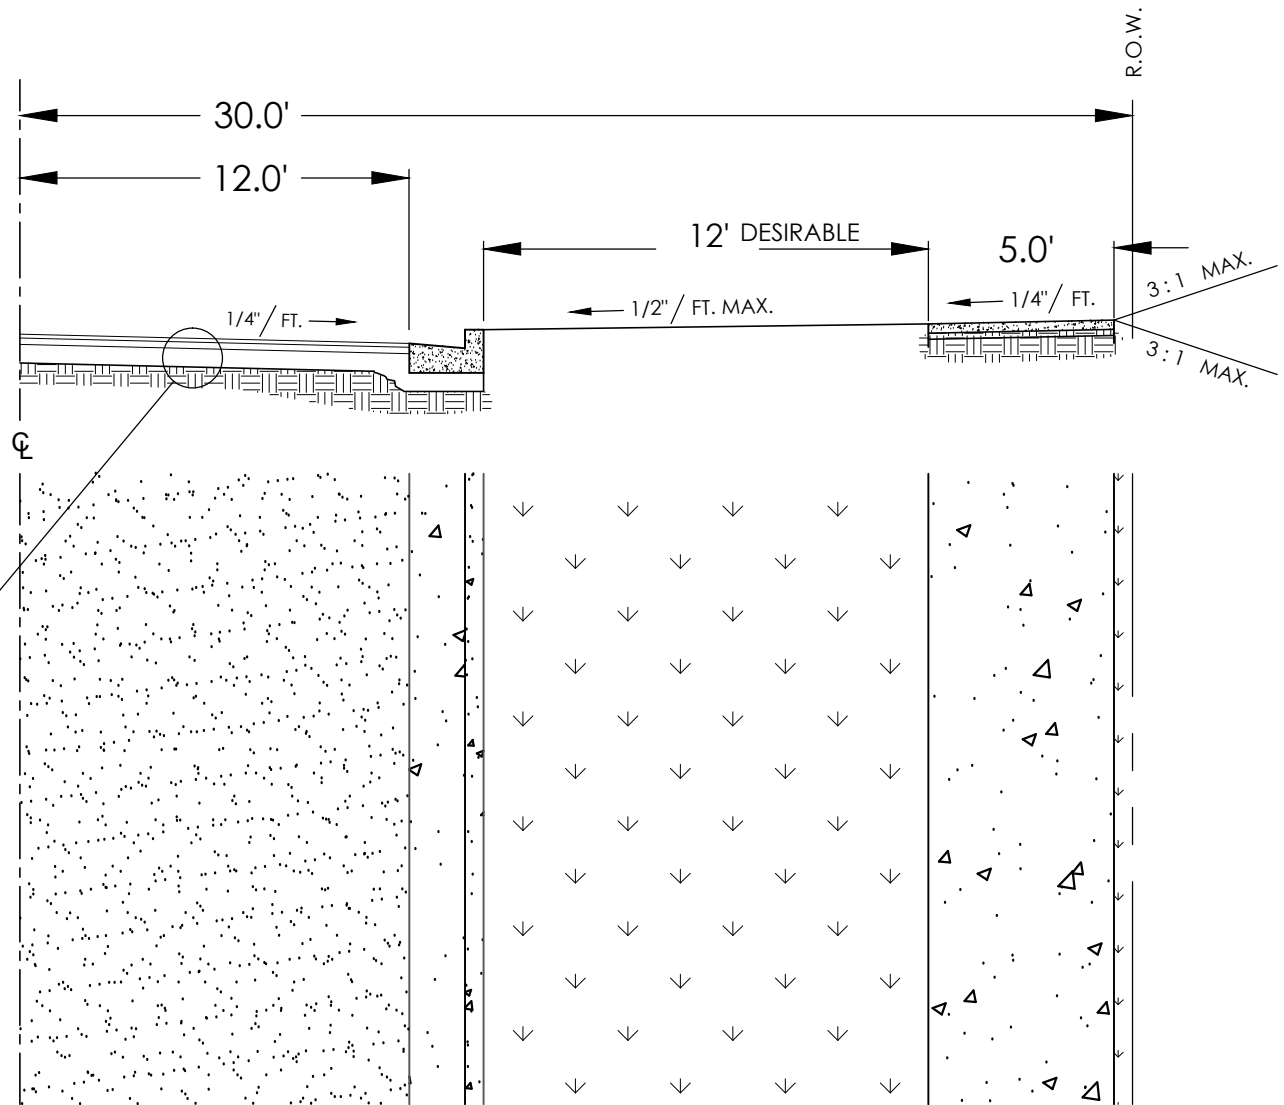 R.O.W.
30.0'
12.0'
12' DESIRABLE
5.0'
1/4"/ FT.
1/2"/ FT. MAX.
1/4"/ FT.
3:1 MAX.
3:1 MAX.
℄